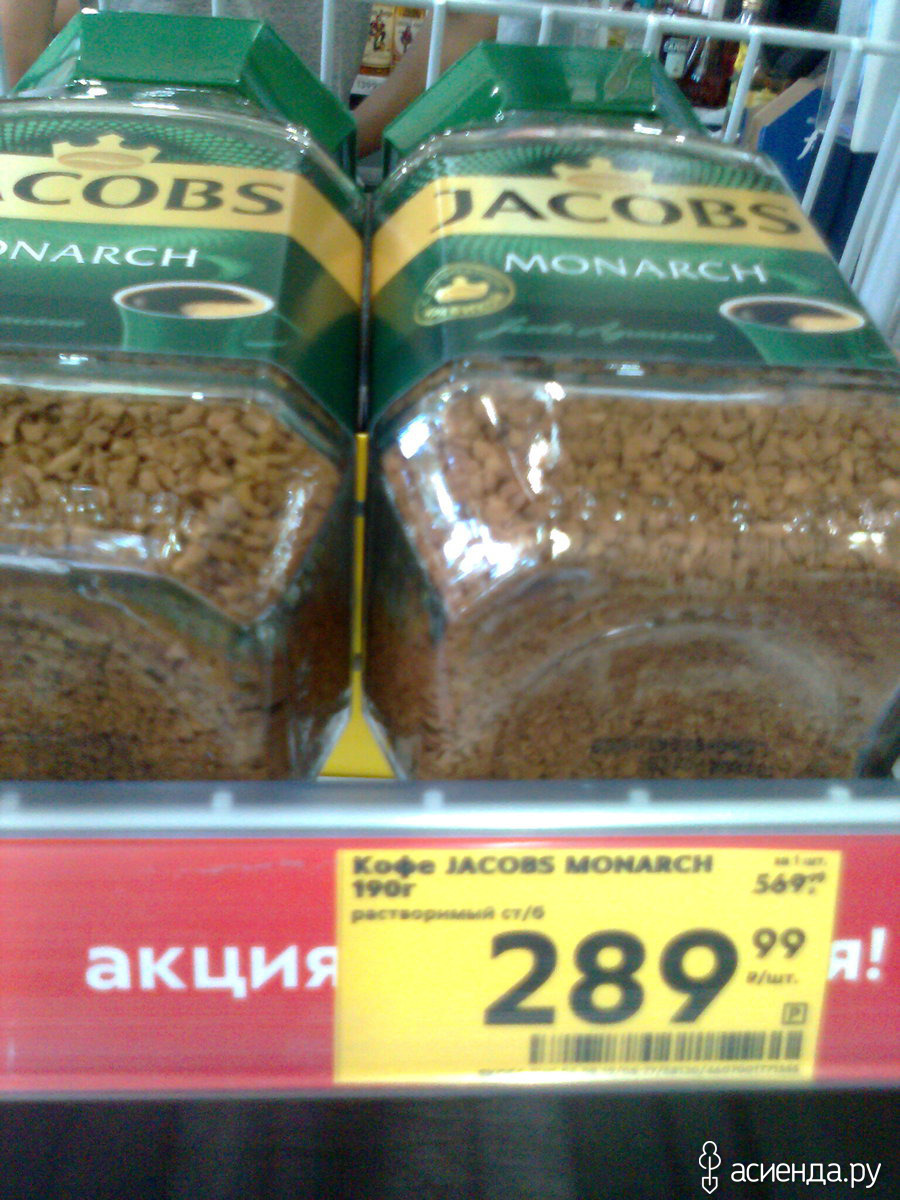 JACOBS
JACOBS
MONARCH
MONARCH
Кофе JACOBS MONARCH
190г
за 1 шт.
569 99
растворимый ст/б
289 99
₽/шт.
акция
я!
P
асиенда.ру